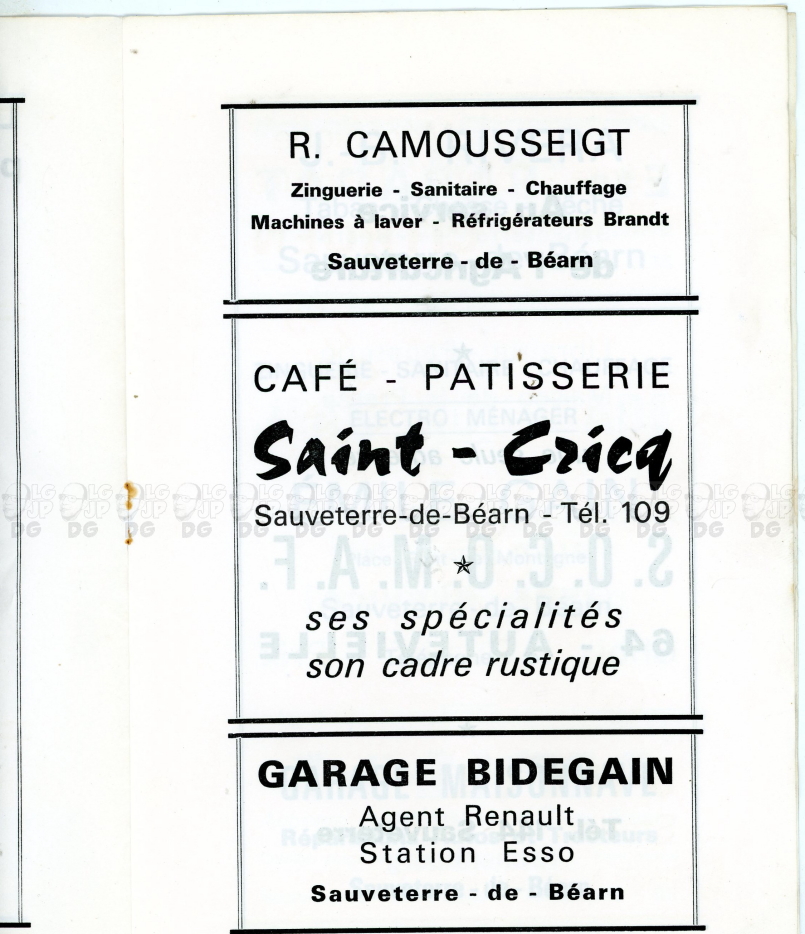 R. CAMOUSSEIGT
Zinguerie - Sanitaire - Chauffage
Machines à laver - Réfrigérateurs Brandt
Sauveterre - de - Béarn
CAFÉ - PATISSERIE
Saint - Cricq
Sauveterre-de-Béarn - Tél. 109
ses spécialités
son cadre rustique
GARAGE BIDEGAIN
Agent Renault
Station Esso
Sauveterre - de - Béarn